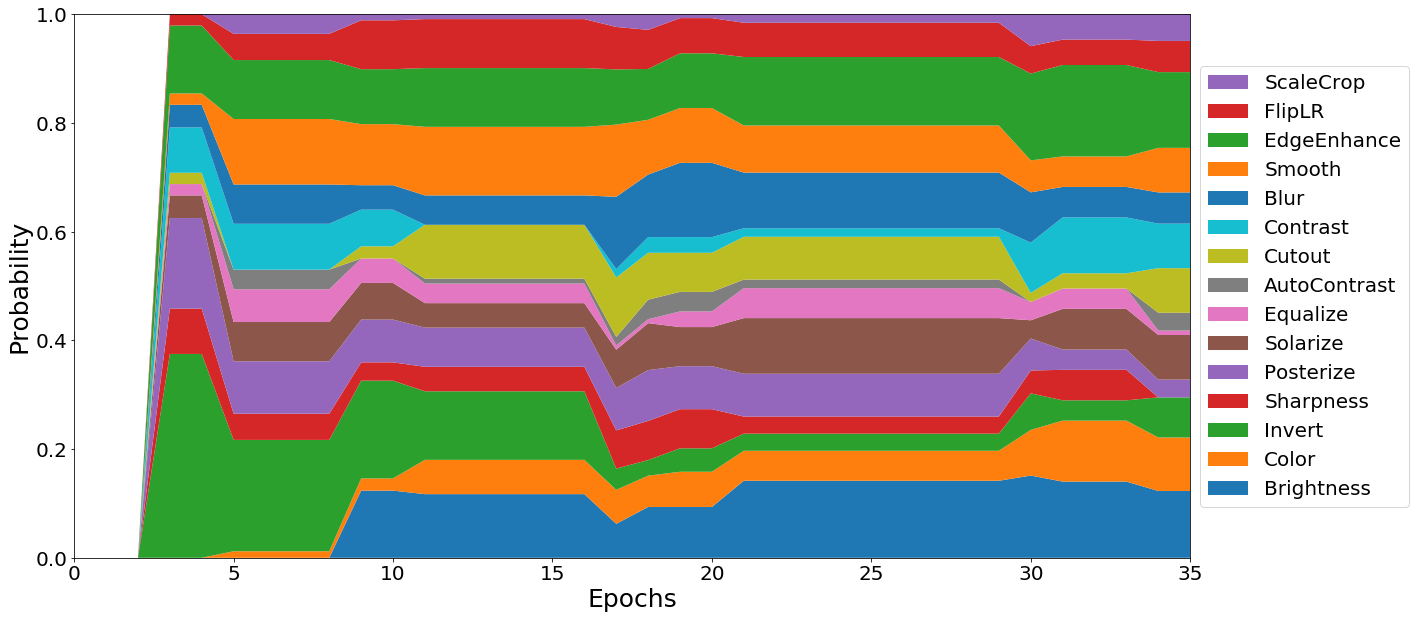 1.0
0.8
0.6
0.4
0.2
0.0
Probability
0
5
10
15
20
25
30
35
Epochs
ScaleCrop
FlipLR
EdgeEnhance
Smooth
Blur
Contrast
Cutout
AutoContrast
Equalize
Solarize
Posterize
Sharpness
Invert
Color
Brightness